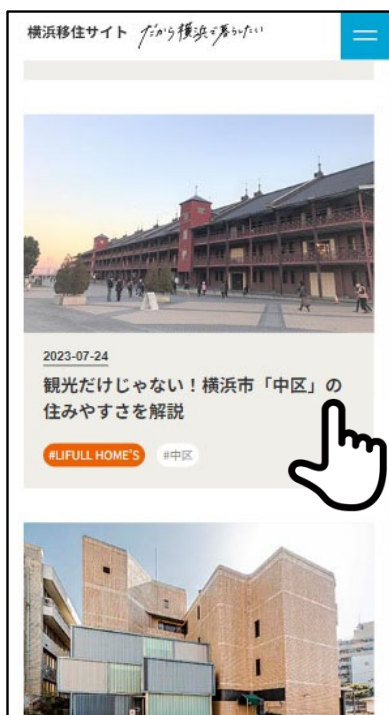 横浜移住サイト だから横浜で暮らしたい
2023-07-24
観光だけじゃない！横浜市「中区」の
住みやすさを解説
#LIFULL HOME'S #中区